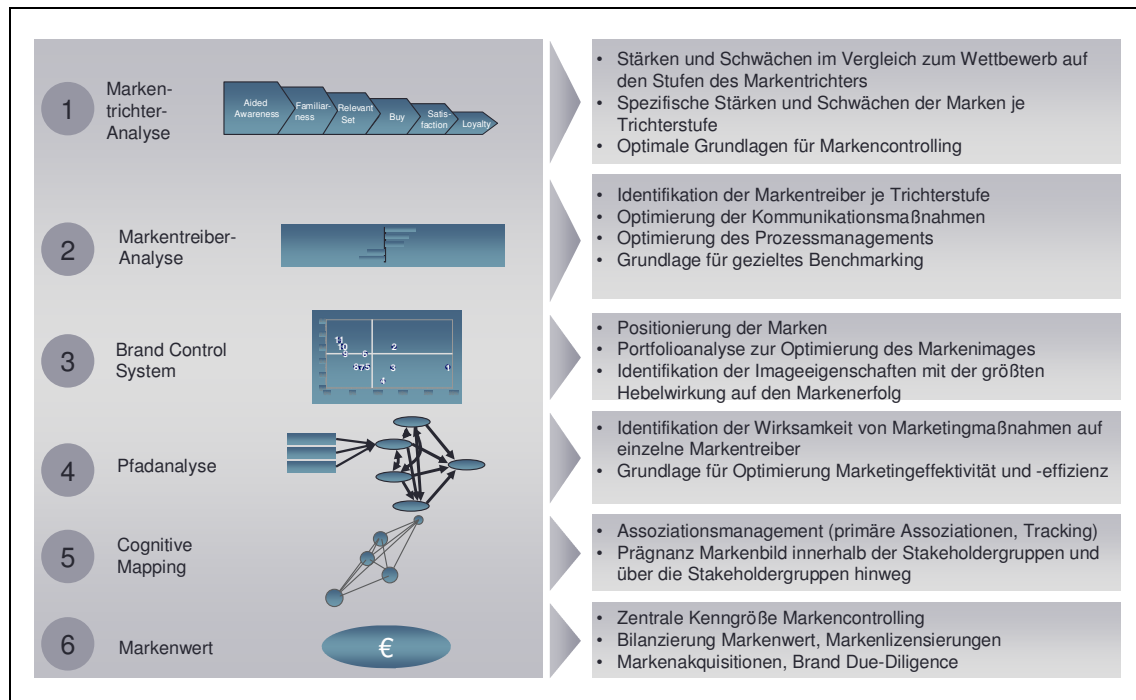 1
Marken-
trichter-
Analyse
Aided
Awareness
Familiar-
ness
Relevant
Set
Buy
Satis-
faction
Loyalty
• Stärken und Schwächen im Vergleich zum Wettbewerb auf
den Stufen des Markentrichters
• Spezifische Stärken und Schwächen der Marken je
Trichterstufe
• Optimale Grundlagen für Markencontrolling
2
Markentreiber-
Analyse
• Identifikation der Markentreiber je Trichterstufe
• Optimierung der Kommunikationsmaßnahmen
• Optimierung des Prozessmanagements
• Grundlage für gezieltes Benchmarking
3
Brand Control
System
11
10
2
8 7 5
3
1
4
• Positionierung der Marken
• Portfolioanalyse zur Optimierung des Markenimages
• Identifikation der Imageeigenschaften mit der größten
Hebelwirkung auf den Markenerfolg
4
Pfadanalyse
• Identifikation der Wirksamkeit von Marketingmaßnahmen auf
einzelne Markentreiber
• Grundlage für Optimierung Marketingeffektivität und -effizienz
5
Cognitive
Mapping
• Assoziationsmanagement (primäre Assoziationen, Tracking)
• Prägnanz Markenbild innerhalb der Stakeholdergruppen und
über die Stakeholdergruppen hinweg
6
Markenwert
€
• Zentrale Kenngröße Markencontrolling
• Bilanzierung Markenwert, Markenlizensierungen
• Markenakquisitionen, Brand Due-Diligence